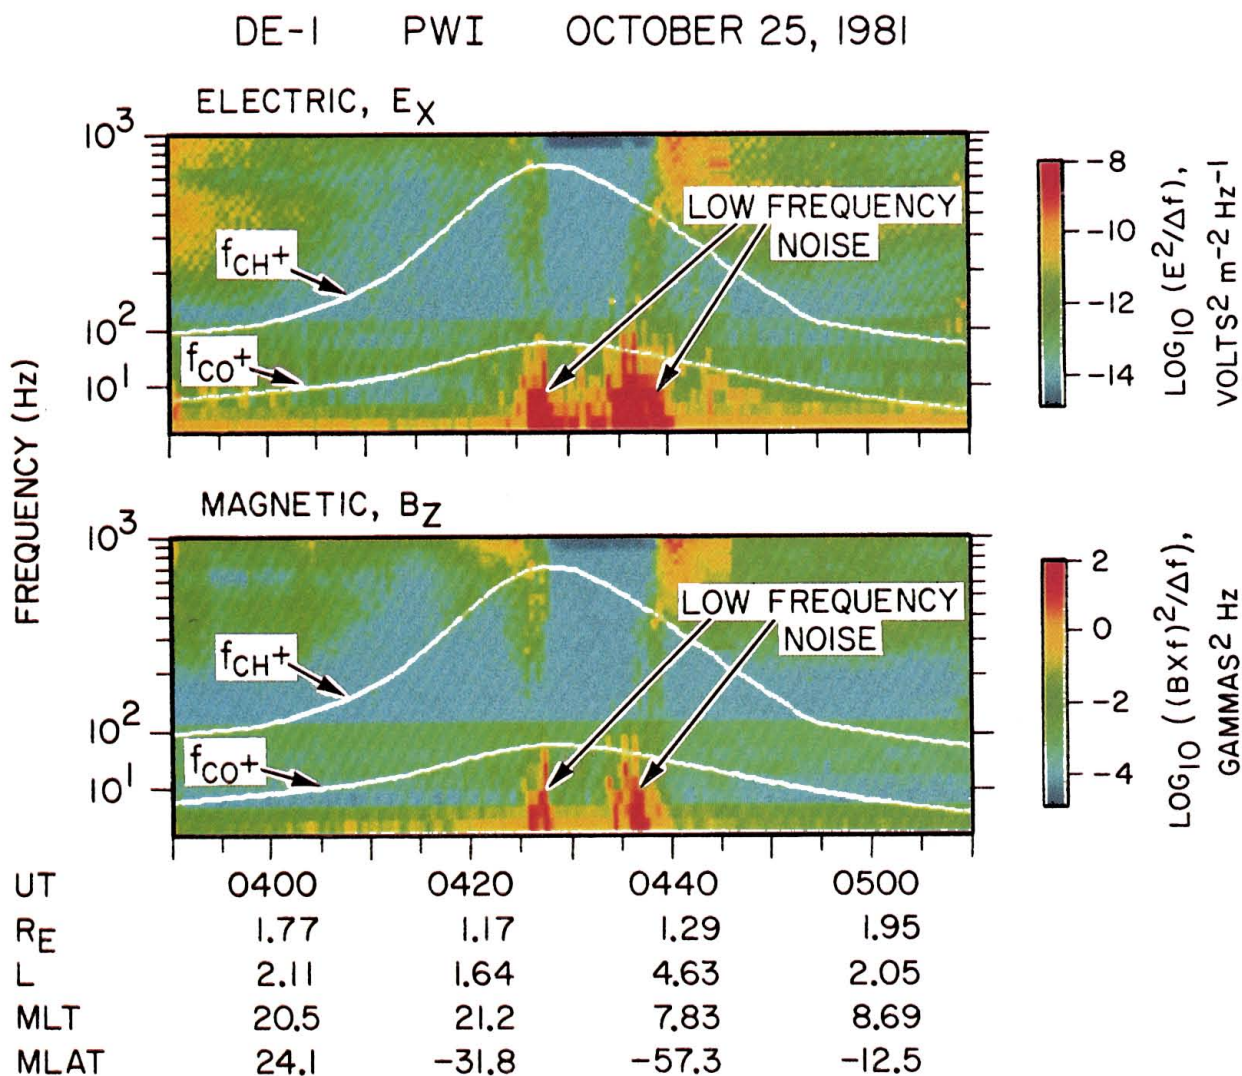 DE-1 PWI OCTOBER 25, 1981
ELECTRIC, EX
10³
10²
10¹
fCH+
fCO+
LOW FREQUENCY
NOISE
-8
-10
-12
-14
LOG10 (E²/Δf),
VOLTS² m⁻² Hz⁻¹
FREQUENCY (Hz)
MAGNETIC, BZ
10³
10²
10¹
fCH+
fCO+
LOW FREQUENCY
NOISE
2
0
-2
-4
LOG10 ((BXf)²/Δf),
GAMMAS² Hz
UT 0400 0420 0440 0500
RE 1.77 1.17 1.29 1.95
L 2.11 1.64 4.63 2.05
MLT 20.5 21.2 7.83 8.69
MLAT 24.1 -31.8 -57.3 -12.5